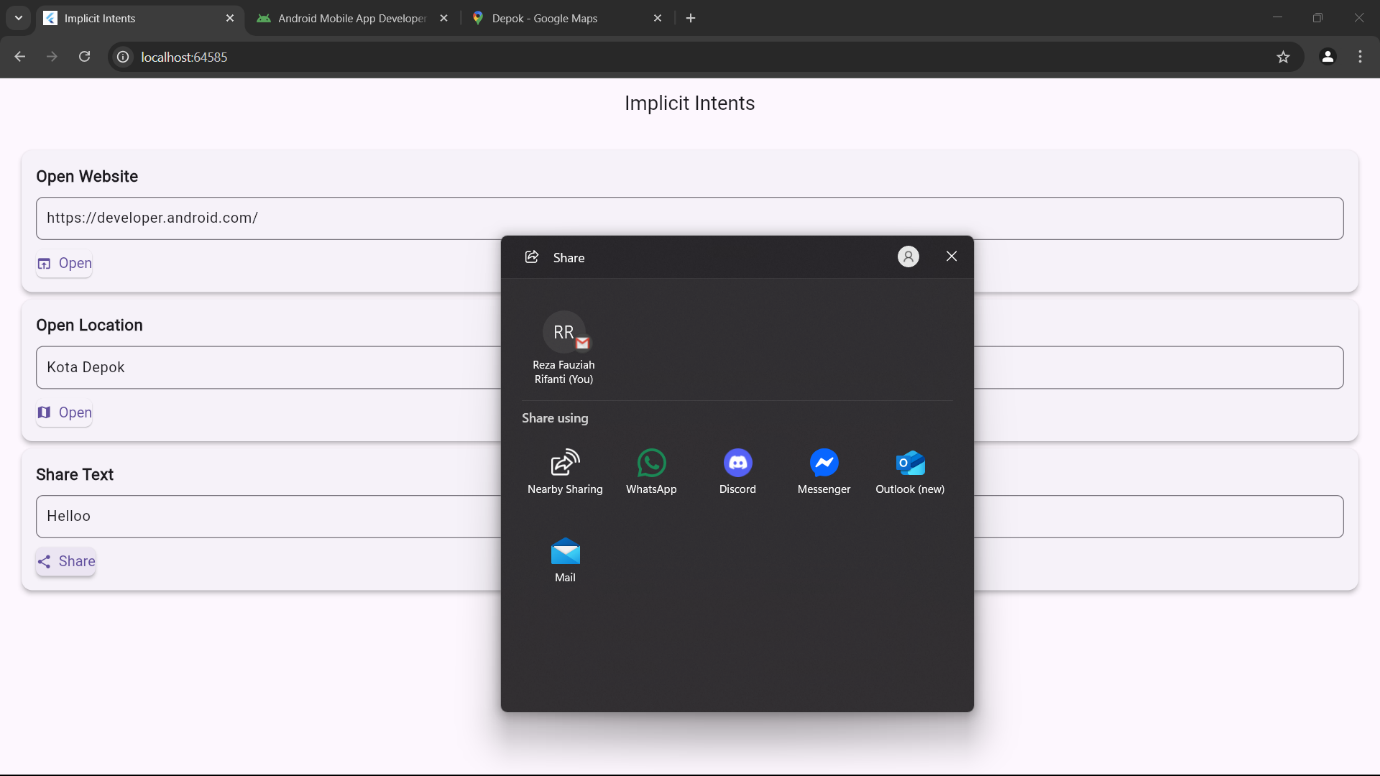 Implicit Intents
Android Mobile App Developer
Depok - Google Maps
localhost:64585
Implicit Intents
Open Website
https://developer.android.com/
Open
Open Location
Kota Depok
Open
Share Text
Helloo
Share
Share
RR
Reza Fauziah
Rifanti (You)
Share using
Nearby Sharing
WhatsApp
Discord
Messenger
Outlook (new)
Mail